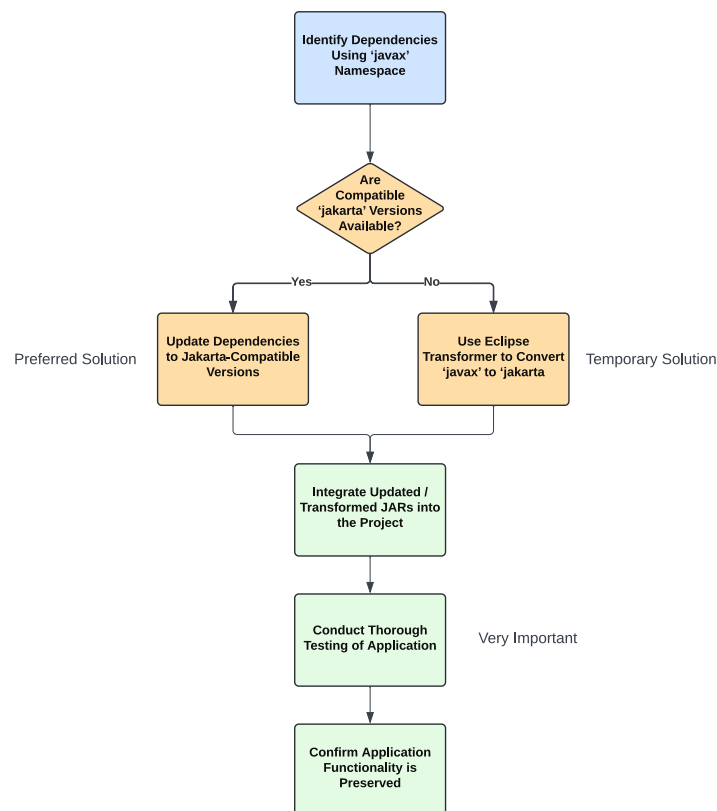 Identify Dependencies
Using ‘javax’
Namespace
Are
Compatible
‘jakarta’ Versions
Available?
Yes
No
Preferred Solution
Update Dependencies
to Jakarta-Compatible
Versions
Use Eclipse
Transformer to Convert
‘javax’ to ‘jakarta
Temporary Solution
Integrate Updated /
Transformed JARs into
the Project
Conduct Thorough
Testing of Application
Very Important
Confirm Application
Functionality is
Preserved